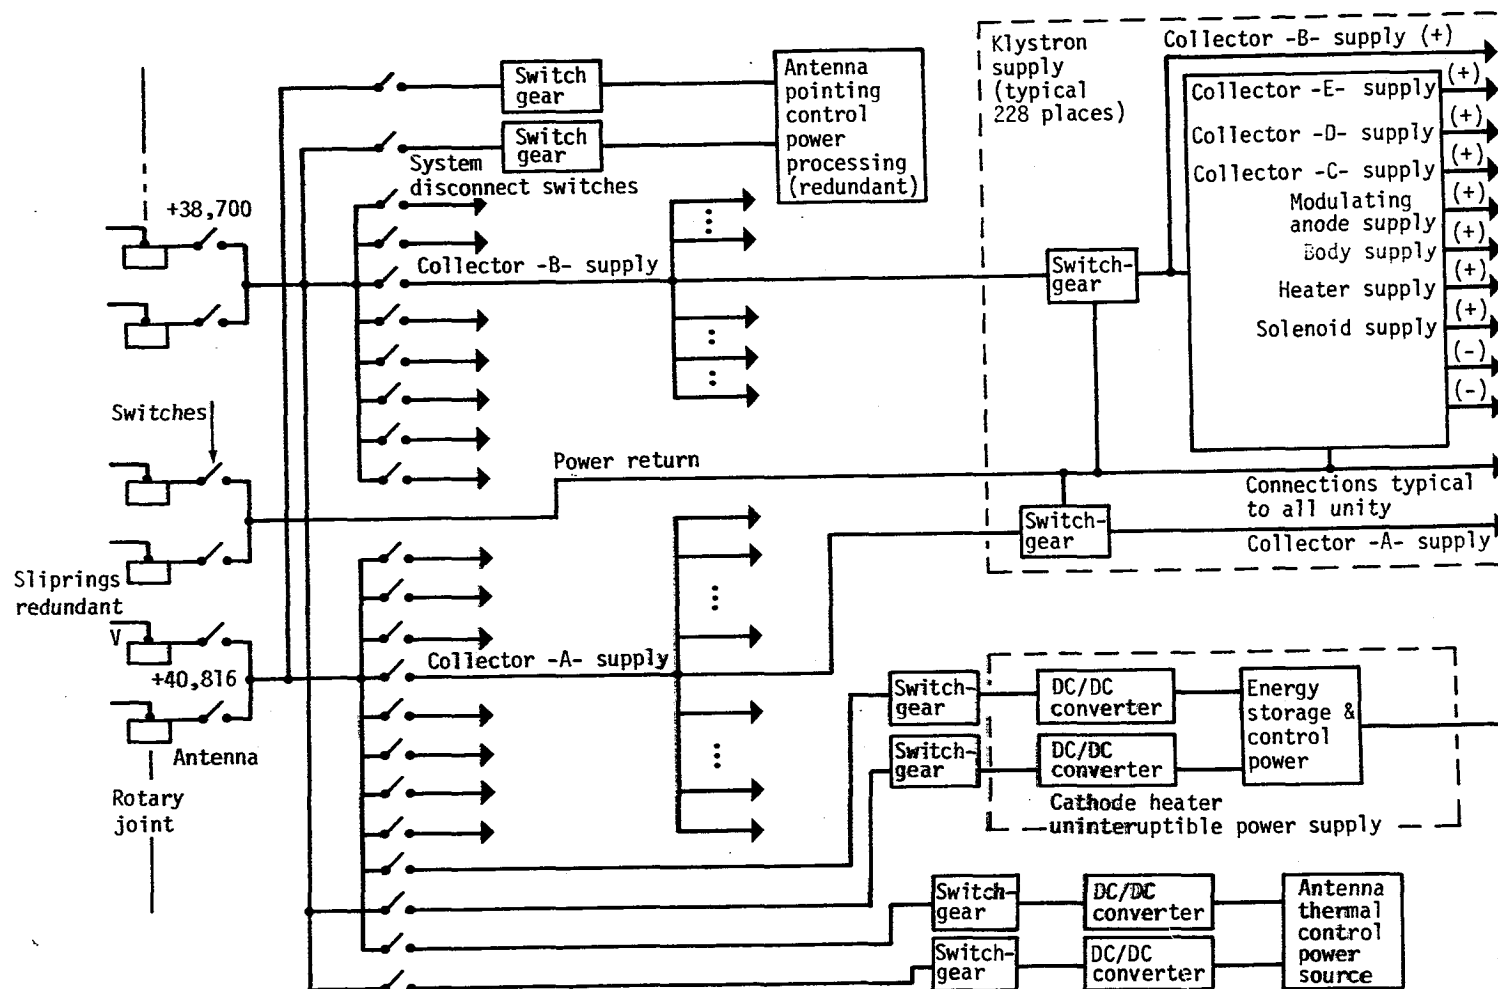 Klystron
supply
(typical
228 places)
Collector -B- supply (+)
Collector -E- supply
(+)
Collector -D- supply
(+)
Collector -C- supply
(+)
Modulating
anode supply
(+)
Body supply
(+)
Heater supply
(+)
Solenoid supply
(+)
(-)
(-)
Switch
gear
Switch
gear
Antenna
pointing
control
power
processing
(redundant)
System
disconnect switches
+38,700
Collector -B- supply
Switch-
gear
Switches
Power return
Connections typical
to all unity
Switch-
gear
Collector -A- supply
Sliprings
redundant
V
+40,816
Collector -A- supply
Antenna
Rotary
joint
Switch-
gear
DC/DC
converter
Energy
storage &
control
power
Switch-
gear
DC/DC
converter
Cathode heater
uninteruptible power supply
Switch-
gear
DC/DC
converter
Antenna
thermal
control
power
source
Switch-
gear
DC/DC
converter